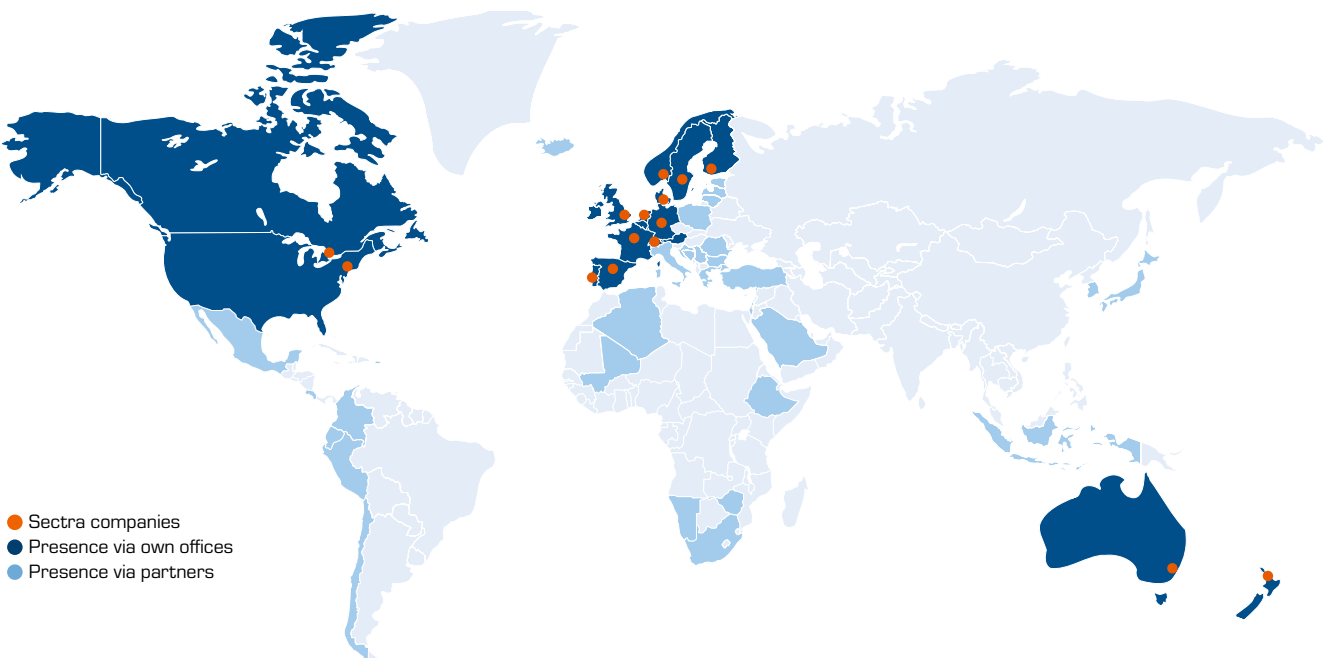 Sectra companies
Presence via own offices
Presence via partners